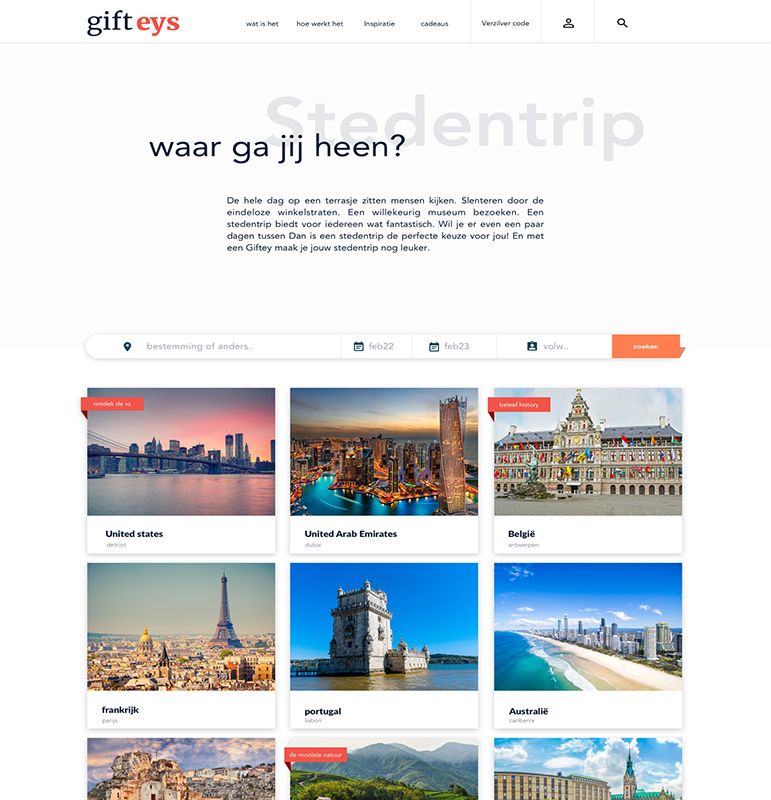 gift eys
wat is het
hoe werkt het
Inspiratie
cadeaus
Verzilver code
Stedentrip
waar ga jij heen?
De hele dag op een terrasje zitten mensen kijken. Slenteren door de
eindeloze winkelstraten. Een willekeurig museum bezoeken. Een
stedentrip biedt voor iedereen wat fantastisch. Wil je er even een paar
dagen tussen Dan is een stedentrip de perfecte keuze voor jou! En met
een Giftey maak je jouw stedentrip nog leuker.
bestemming of anders..
feb22
feb23
volw..
zoeken
ontdek de vs
beleef history
United states
detriot
United Arab Emirates
dubai
België
antwerpen
frankrijk
parijs
portugal
lisbon
Australië
canberra
de mooiste natuur